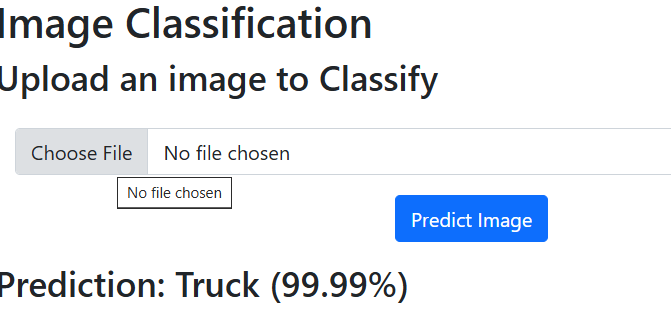 Image Classification
Upload an image to Classify
Choose File No file chosen
No file chosen
Predict Image
Prediction: Truck (99.99%)